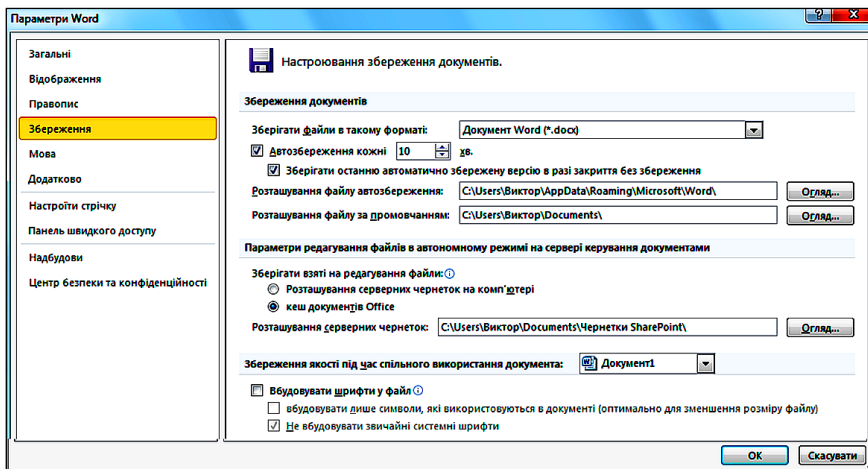 Параметри Word
Загальні
Відображення
Правопис
Збереження
Мова
Додатково
Настроїти стрічку
Панель швидкого доступу
Надбудови
Центр безпеки та конфіденційності
Настроювання збереження документів.
Збереження документів
Зберігати файли в такому форматі: Документ Word (*.docx)
Автозбереження кожні 10 хв.
Зберігати останню автоматично збережену версію в разі закриття без збереження
Розташування файлу автозбереження: C:\Users\Виктор\AppData\Roaming\Microsoft\Word\ Огляд...
Розташування файлу за промовчанням: C:\Users\Виктор\Documents\ Огляд...
Параметри редагування файлів в автономному режимі на сервері керування документами
Зберігати взяті на редагування файли:
Розташування серверних чернеток на комп'ютері
кеш документів Office
Розташування серверних чернеток: C:\Users\Виктор\Documents\Чернетки SharePoint\ Огляд...
Збереження якості під час спільного використання документа: Документ1
Вбудовувати шрифти у файл
вбудовувати лише символи, які використовуються в документі (оптимально для зменшення розміру файлу)
Не вбудовувати звичайні системні шрифти
ОК Скасувати